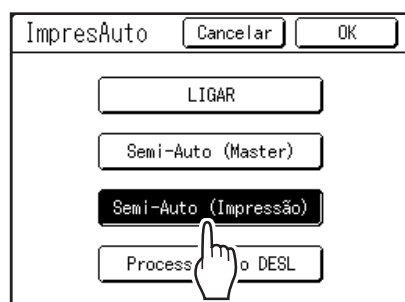 ImpresAuto
Cancelar
OK
LIGAR
Semi-Auto (Master)
Semi-Auto (Impressão)
Process o DESL